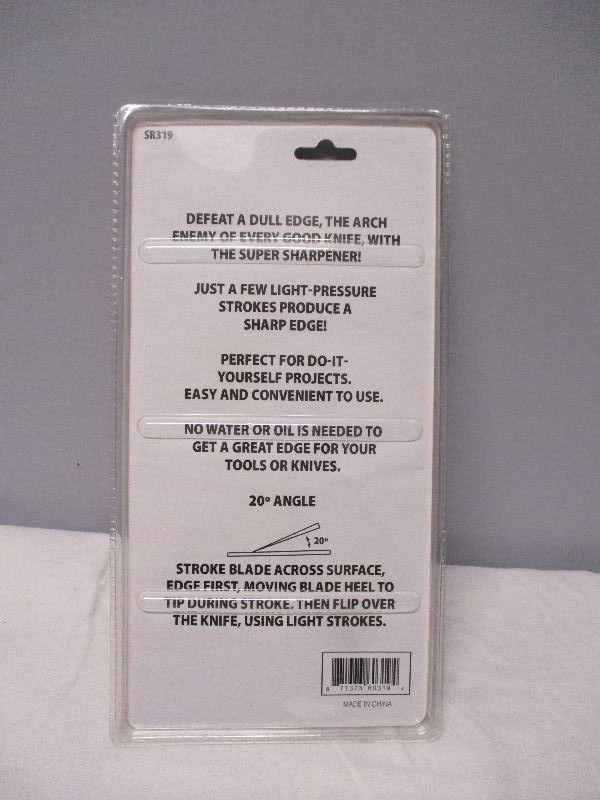 SR319
DEFEAT A DULL EDGE, THE ARCH
ENEMY OF EVERY GOOD KNIFE, WITH
THE SUPER SHARPENER!
JUST A FEW LIGHT-PRESSURE
STROKES PRODUCE A
SHARP EDGE!
PERFECT FOR DO-IT-
YOURSELF PROJECTS.
EASY AND CONVENIENT TO USE.
NO WATER OR OIL IS NEEDED TO
GET A GREAT EDGE FOR YOUR
TOOLS OR KNIVES.
20º ANGLE
20º
STROKE BLADE ACROSS SURFACE,
EDGE FIRST, MOVING BLADE HEEL TO
TIP DURING STROKE. THEN FLIP OVER
THE KNIFE, USING LIGHT STROKES.
71373 60319
MADE IN CHINA